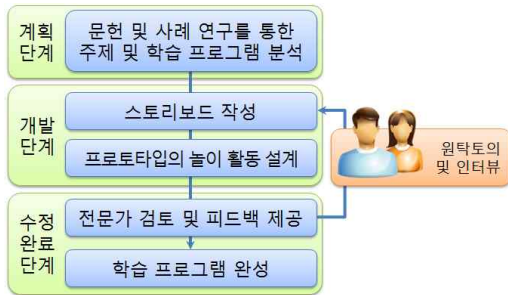 계획
단계
문헌 및 사례 연구를 통한
주제 및 학습 프로그램 분석
개발
단계
스토리보드 작성
프로토타입의 놀이 활동 설계
원탁토의
및 인터뷰
수정
완료
단계
전문가 검토 및 피드백 제공
학습 프로그램 완성